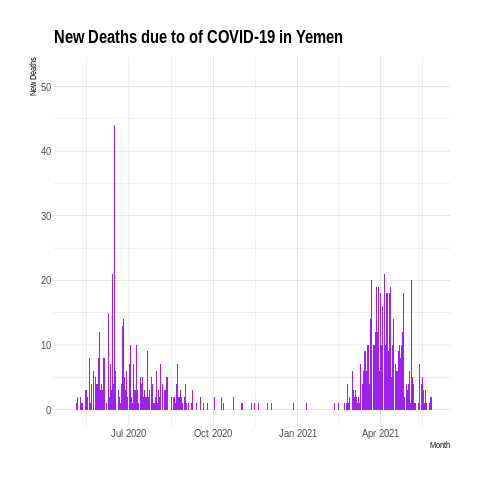 New Deaths due to of COVID-19 in Yemen
New Deaths
50
40
30
20
10
0
Jul 2020 Oct 2020 Jan 2021 Apr 2021
Month